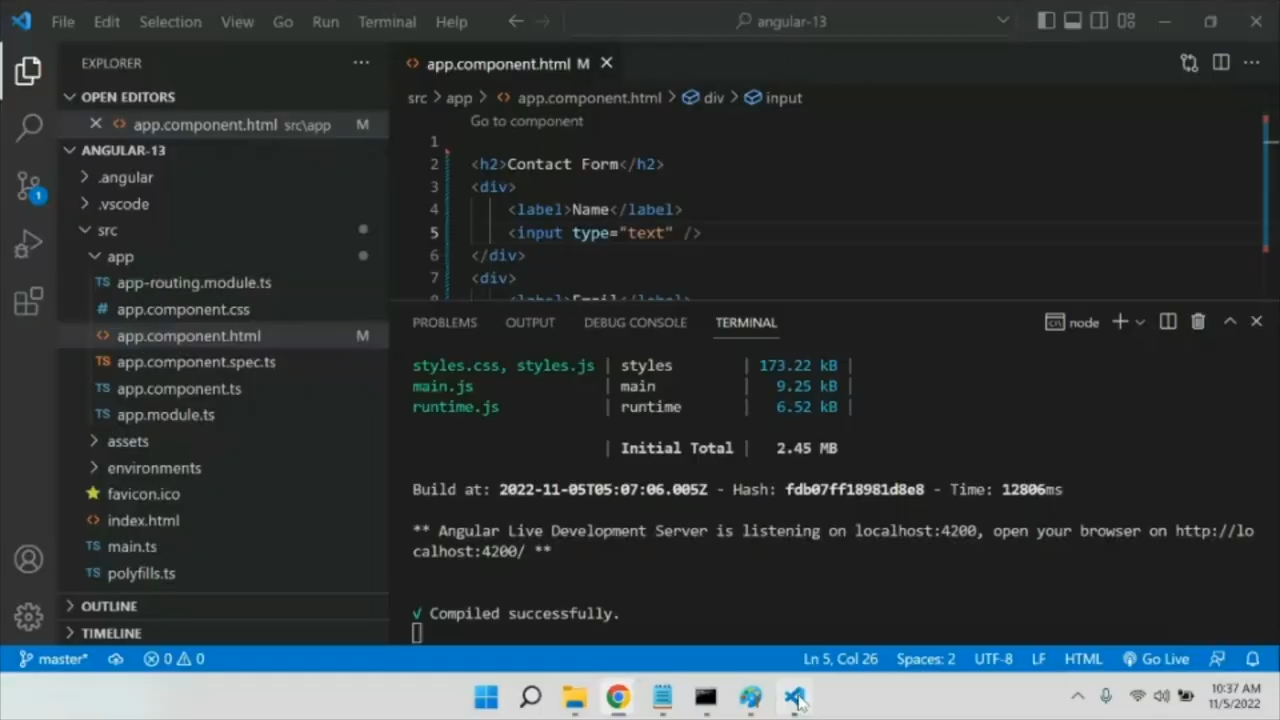 File Edit Selection View Go Run Terminal Help angular-13
EXPLORER
OPEN EDITORS
app.component.html src\app M
ANGULAR-13
.angular
.vscode
src
app
app-routing.module.ts
app.component.css
app.component.html M
app.component.spec.ts
app.component.ts
app.module.ts
assets
environments
favicon.ico
index.html
main.ts
polyfills.ts
OUTLINE
TIMELINE
1
app.component.html M
src > app > app.component.html > div > input
Go to component
1
2 <h2>Contact Form</h2>
3 <div>
4 <label>Name</label>
5 <input type="text" />
6 </div>
7 <div>
8 <label>Email</label>
PROBLEMS OUTPUT DEBUG CONSOLE TERMINAL node
styles.css, styles.js | styles | 173.22 kB |
main.js | main | 9.25 kB |
runtime.js | runtime | 6.52 kB |
| Initial Total | 2.45 MB
Build at: 2022-11-05T05:07:06.005Z - Hash: fdb07ff18981d8e8 - Time: 12806ms
** Angular Live Development Server is listening on localhost:4200, open your browser on http://lo
calhost:4200/ **
√ Compiled successfully.
master* 0 0 Ln 5, Col 26 Spaces: 2 UTF-8 LF HTML Go Live
10:37 AM
11/5/2022